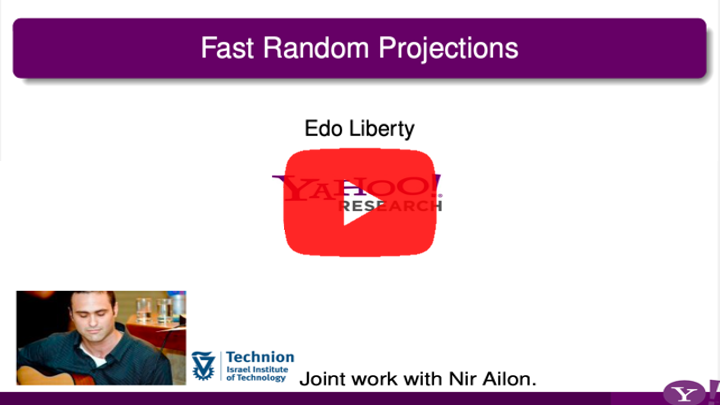 Fast Random Projections
Edo Liberty
YAHOO!
RESEARCH
Technion
Israel Institute
of Technology
Joint work with Nir Ailon.
Y!